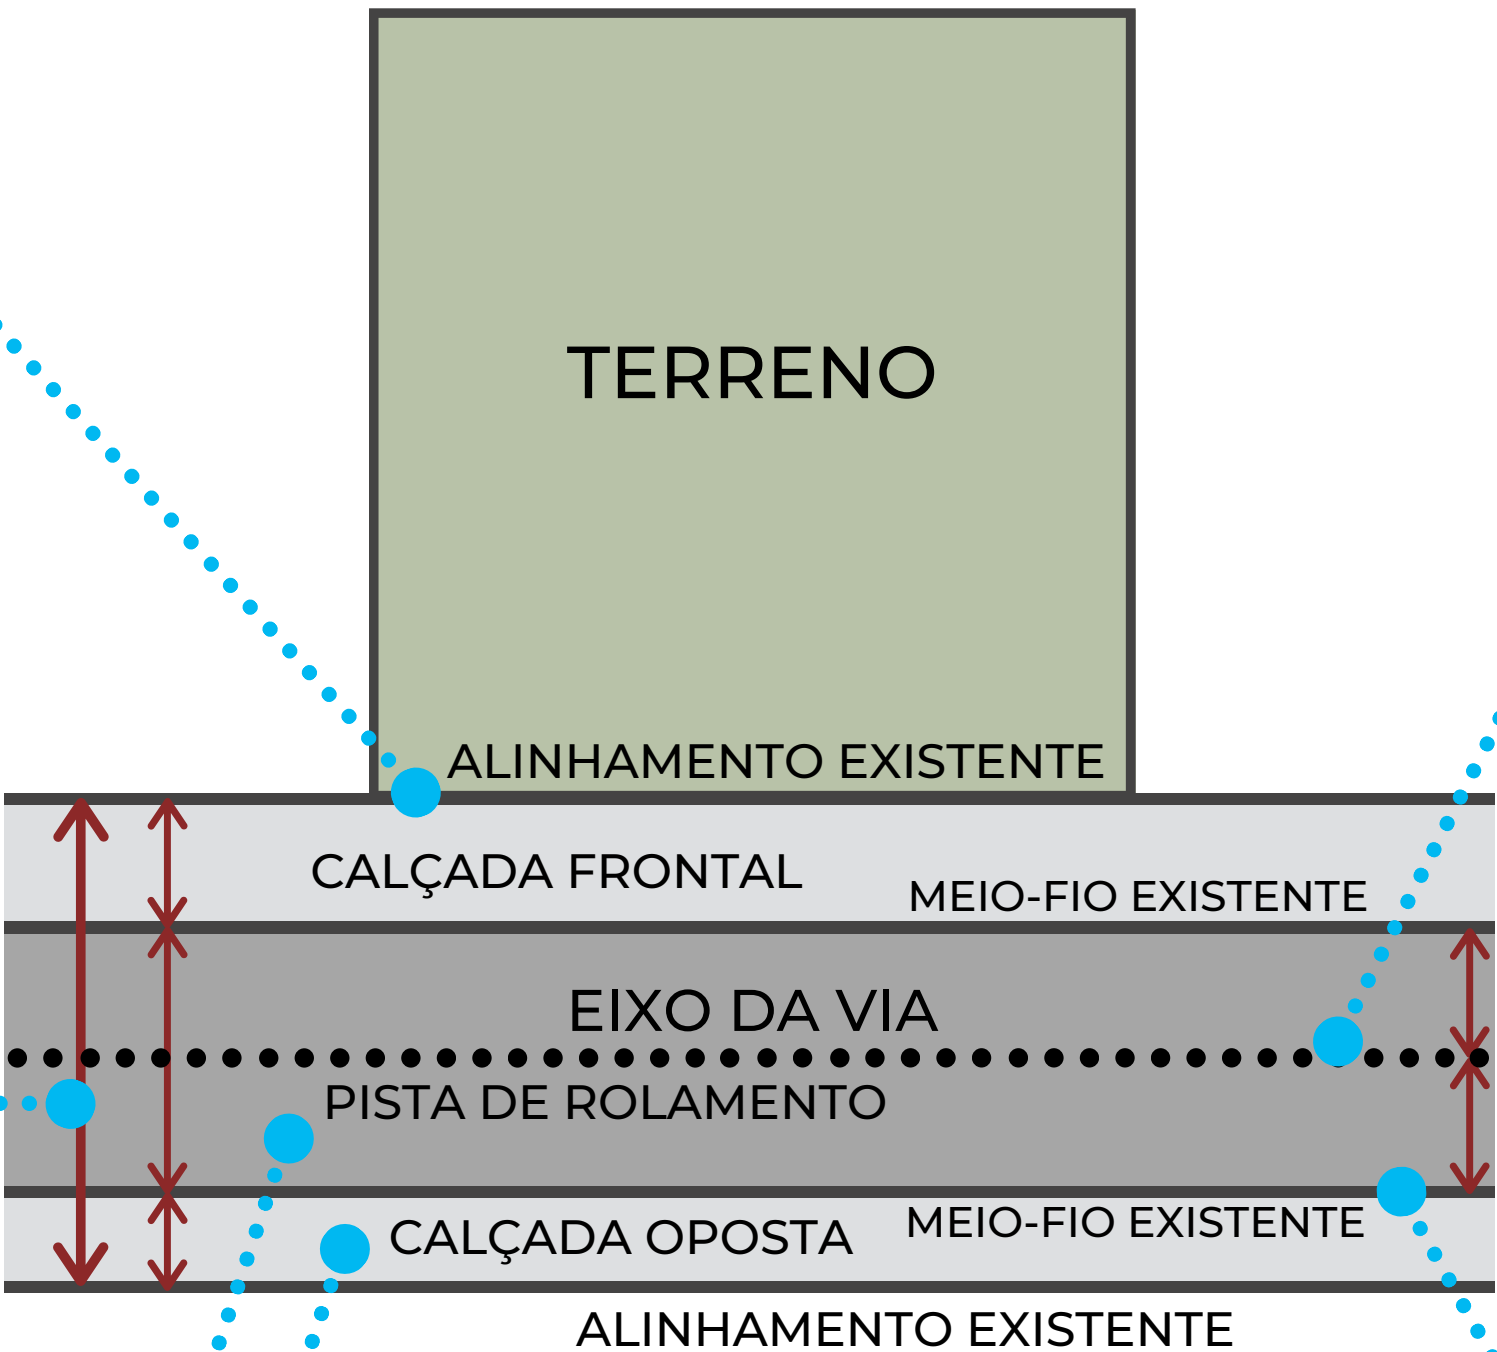 TERRENO
ALINHAMENTO EXISTENTE
CALÇADA FRONTAL
MEIO-FIO EXISTENTE
EIXO DA VIA
PISTA DE ROLAMENTO
CALÇADA OPOSTA
MEIO-FIO EXISTENTE
ALINHAMENTO EXISTENTE